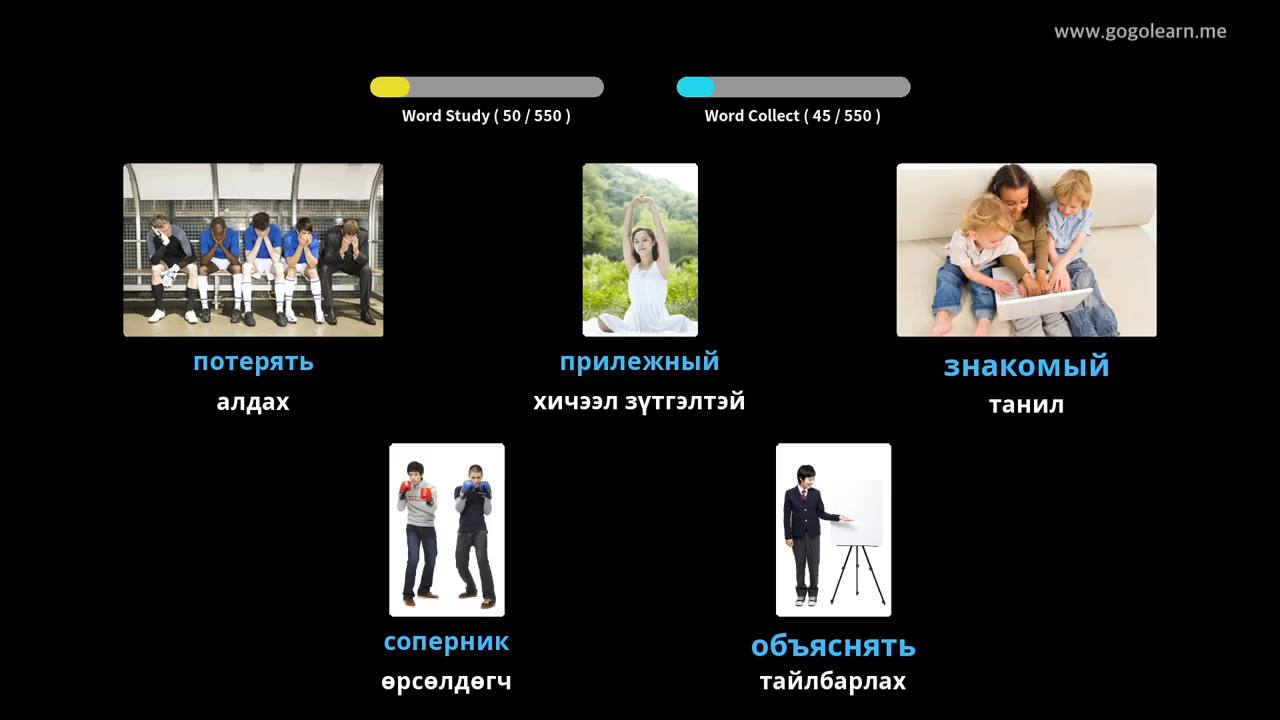 www.gogolearn.me
Word Study ( 50 / 550 )
Word Collect ( 45 / 550 )
потерять
алдах
прилежный
хичээл зүтгэлтэй
знакомый
танил
соперник
өрсөлдөгч
объяснять
тайлбарлах